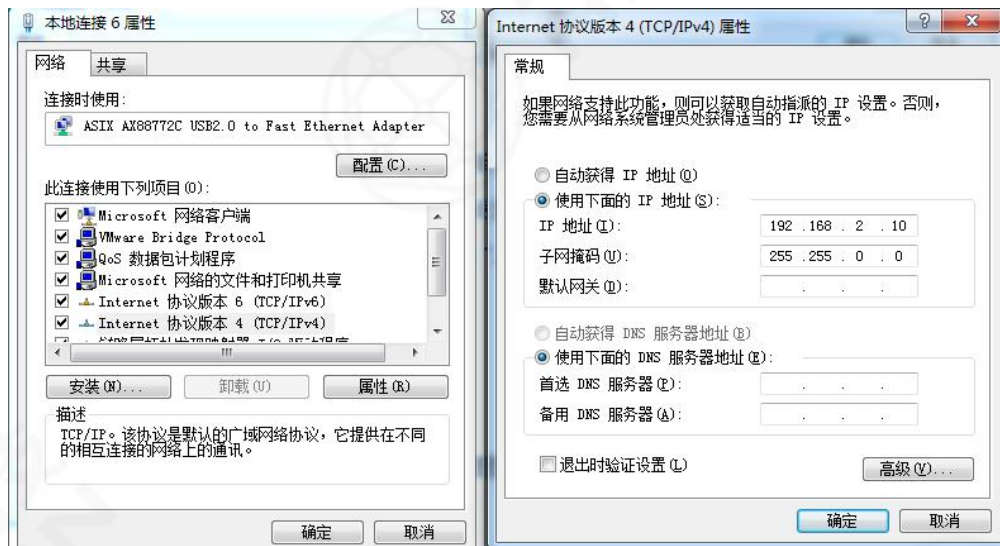 本地连接 6 属性
网络
共享
连接时使用:
ASIX AX88772C USB2.0 to Fast Ethernet Adapter
配置(C)...
此连接使用下列项目(O):
Microsoft 网络客户端
VMware Bridge Protocol
QoS 数据包计划程序
Microsoft 网络的文件和打印机共享
Internet 协议版本 6 (TCP/IPv6)
Internet 协议版本 4 (TCP/IPv4)
安装(N)...
卸载(U)
属性(R)
描述
TCP/IP。该协议是默认的广域网络协议,它提供在不同
的相互连接的网络上的通讯。
确定
取消
Internet 协议版本 4 (TCP/IPv4) 属性
常规
如果网络支持此功能,则可以获取自动指派的 IP 设置。否则,
您需要从网络系统管理员处获得适当的 IP 设置。
自动获得 IP 地址(O)
使用下面的 IP 地址(S):
IP 地址(I):
192 .168 . 2 . 10
子网掩码(U):
255 .255 . 0 . 0
默认网关(D):
. . .
自动获得 DNS 服务器地址(B)
使用下面的 DNS 服务器地址(E):
首选 DNS 服务器(P):
. . .
备用 DNS 服务器(A):
. . .
退出时验证设置(L)
高级(V)...
确定
取消